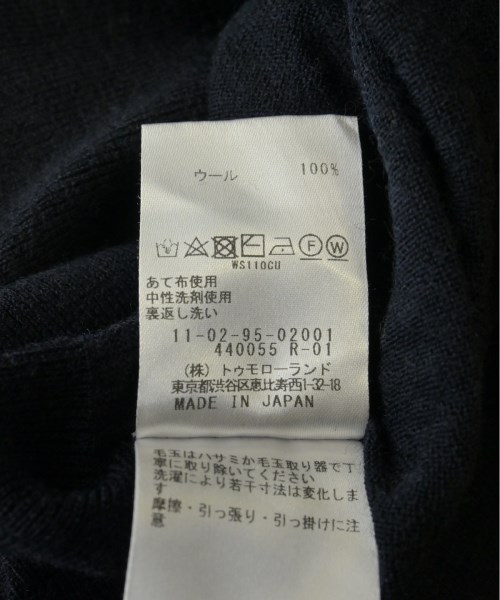 ウール 100%
F W
WS110CU
あて布使用
中性洗剤使用
裏返し洗い
11-02-95-02001
440055 R-01
(株)トゥモローランド
東京都渋谷区恵比寿西1-32-18
MADE IN JAPAN
毛玉はハサミか毛玉取り器で丁
寧に取り除いてください
洗濯により若干寸法は変化しま
す
摩擦・引っ張り・引っ掛けに注
意